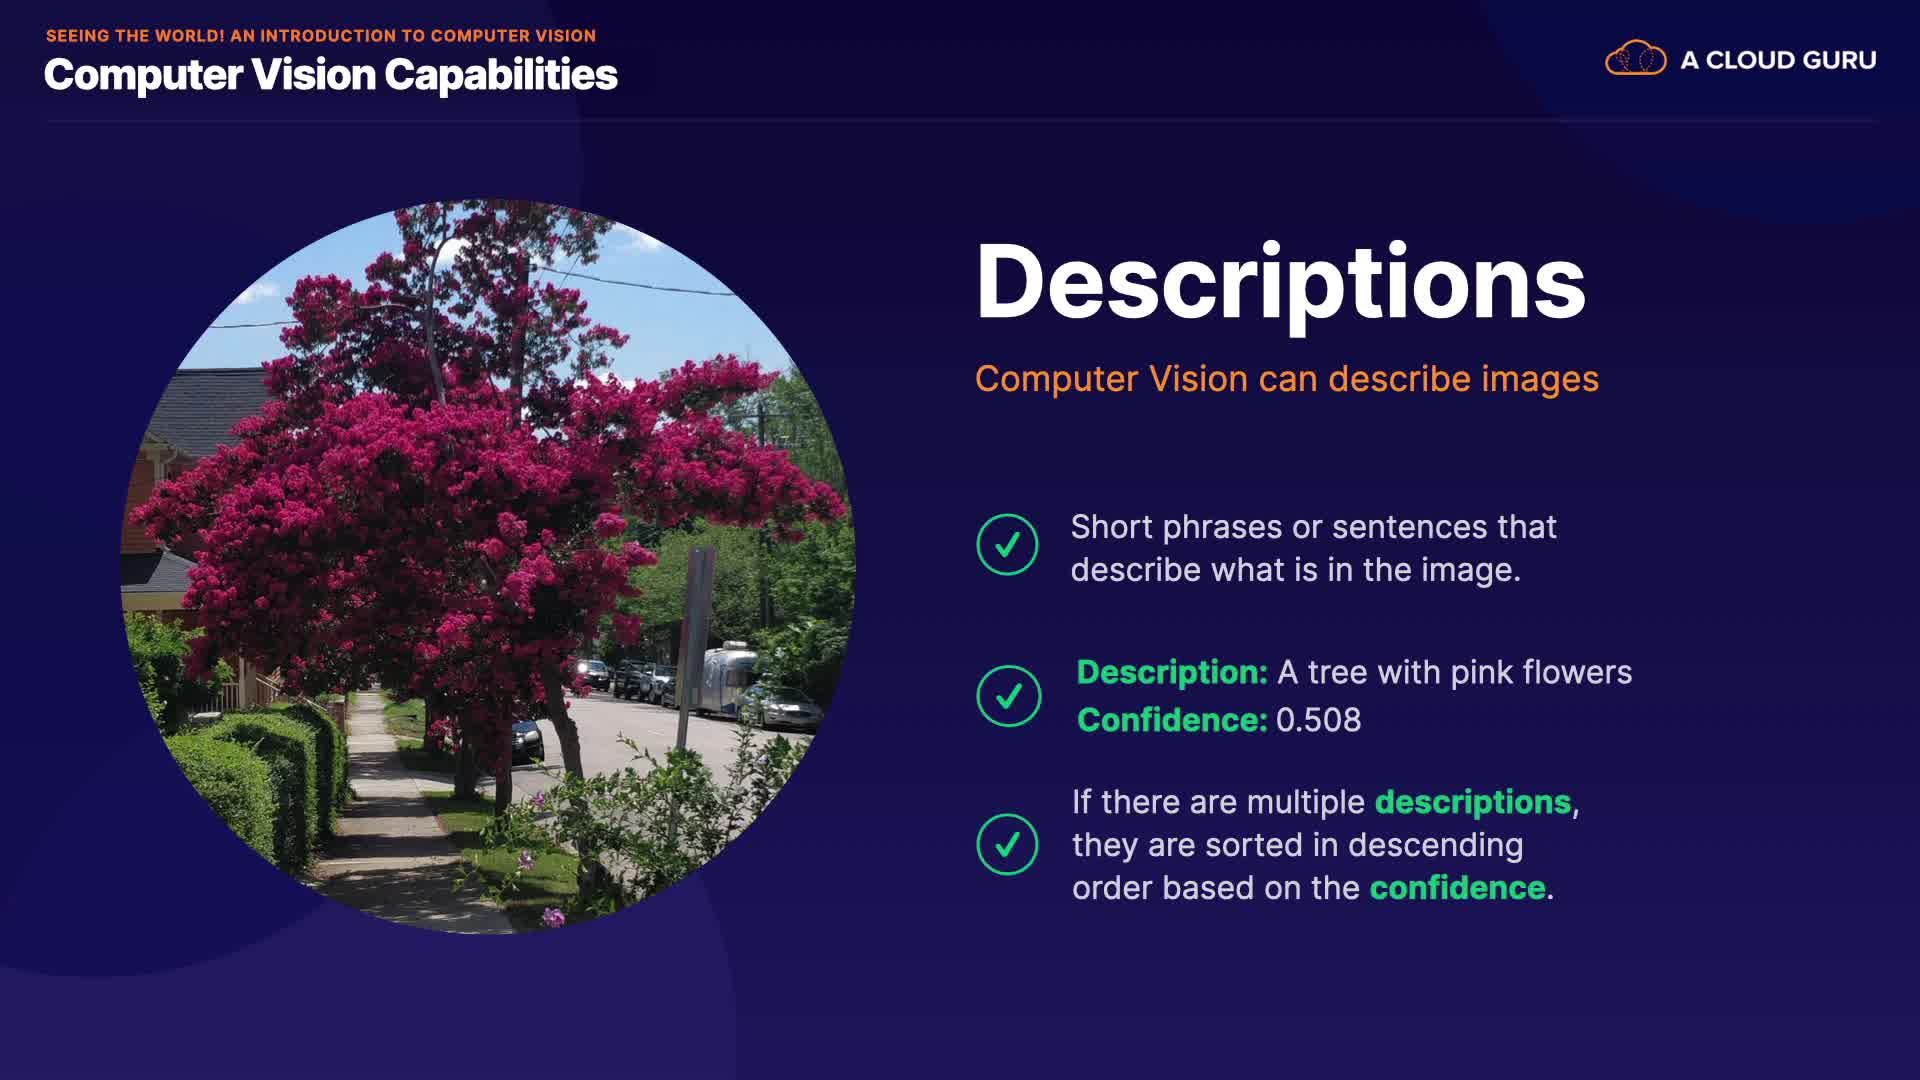 SEEING THE WORLD! AN INTRODUCTION TO COMPUTER VISION
Computer Vision Capabilities
A CLOUD GURU
Descriptions
Computer Vision can describe images
Short phrases or sentences that
describe what is in the image.
Description: A tree with pink flowers
Confidence: 0.508
If there are multiple descriptions,
they are sorted in descending
order based on the confidence.